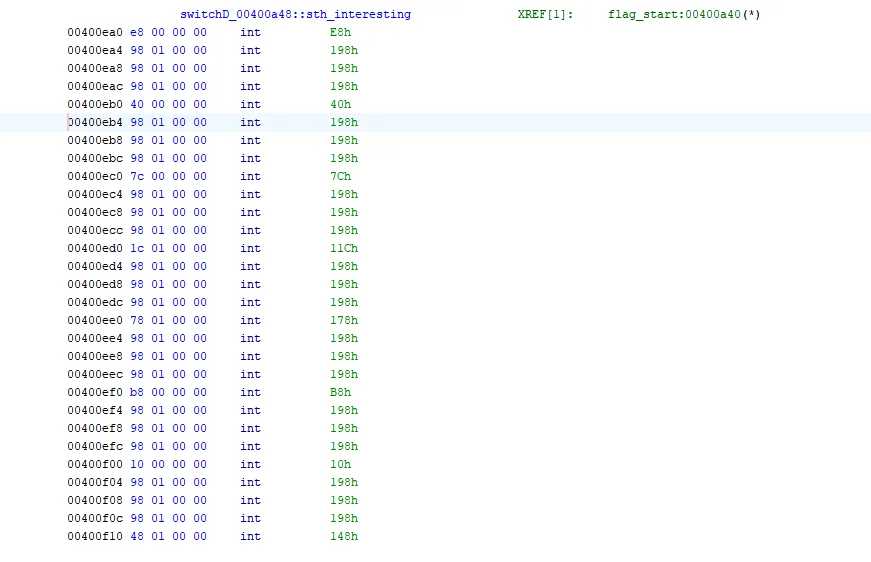 switchD_00400a48::sth_interesting XREF[1]: flag_start:00400a40(*)
00400ea0 e8 00 00 00 int E8h
00400ea4 98 01 00 00 int 198h
00400ea8 98 01 00 00 int 198h
00400eac 98 01 00 00 int 198h
00400eb0 40 00 00 00 int 40h
00400eb4 98 01 00 00 int 198h
00400eb8 98 01 00 00 int 198h
00400ebc 98 01 00 00 int 198h
00400ec0 7c 00 00 00 int 7Ch
00400ec4 98 01 00 00 int 198h
00400ec8 98 01 00 00 int 198h
00400ecc 98 01 00 00 int 198h
00400ed0 1c 01 00 00 int 11Ch
00400ed4 98 01 00 00 int 198h
00400ed8 98 01 00 00 int 198h
00400edc 98 01 00 00 int 198h
00400ee0 78 01 00 00 int 178h
00400ee4 98 01 00 00 int 198h
00400ee8 98 01 00 00 int 198h
00400eec 98 01 00 00 int 198h
00400ef0 b8 00 00 00 int B8h
00400ef4 98 01 00 00 int 198h
00400ef8 98 01 00 00 int 198h
00400efc 98 01 00 00 int 198h
00400f00 10 00 00 00 int 10h
00400f04 98 01 00 00 int 198h
00400f08 98 01 00 00 int 198h
00400f0c 98 01 00 00 int 198h
00400f10 48 01 00 00 int 148h